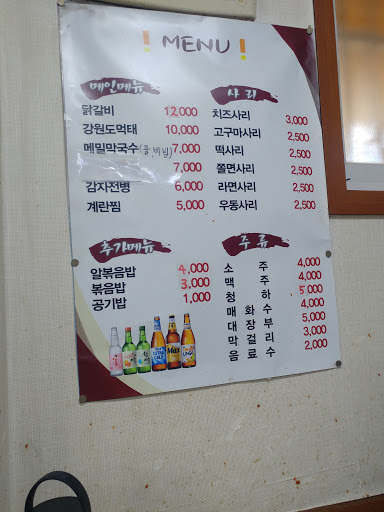 ! MENU !
메인메뉴
닭갈비 12,000
강원도먹태 10,000
메밀막국수(물,비빔) 7,000
7,000
감자전병 6,000
계란찜 5,000
사리
치즈사리 3,000
고구마사리 2,500
떡사리 2,500
쫄면사리 2,500
라면사리 2,500
우동사리 2,500
추가메뉴
알볶음밥 4,000
볶음밥 3,000
공기밥 1,000
주류
소주 4,000
맥주 4,000
청하 5,000
매화수 4,000
대장부 5,000
막걸리 3,000
음료수 2,000
Max